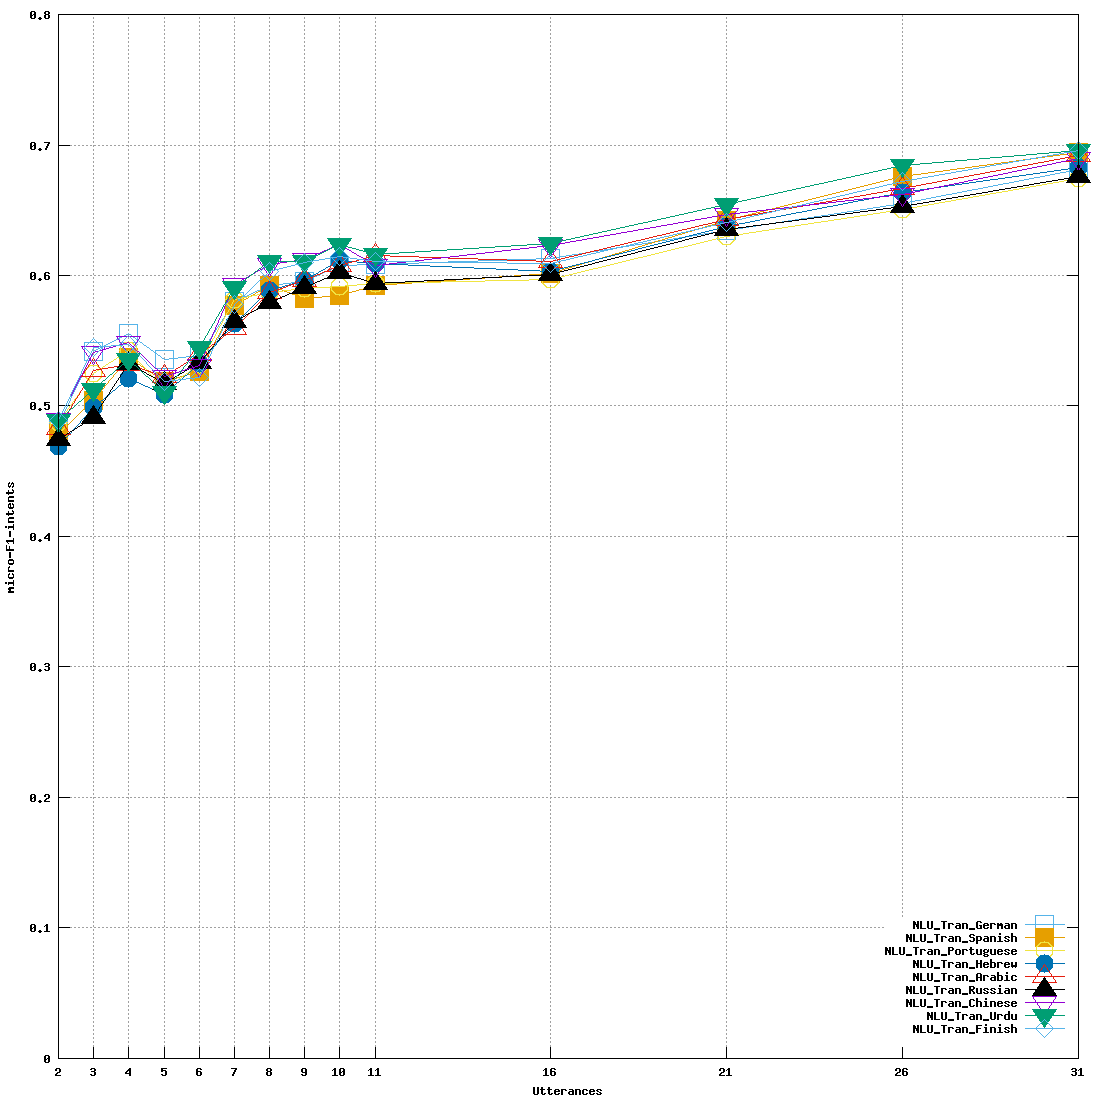 0.8
0.7
0.6
0.5
0.4
0.3
0.2
0.1
0
micro-F1-intents
NLU_Tran_German
NLU_Tran_Spanish
NLU_Tran_Portuguese
NLU_Tran_Hebrew
NLU_Tran_Arabic
NLU_Tran_Russian
NLU_Tran_Chinese
NLU_Tran_Urdu
NLU_Tran_Finish
2 3 4 5 6 7 8 9 10 11 16 21 26 31
Utterances